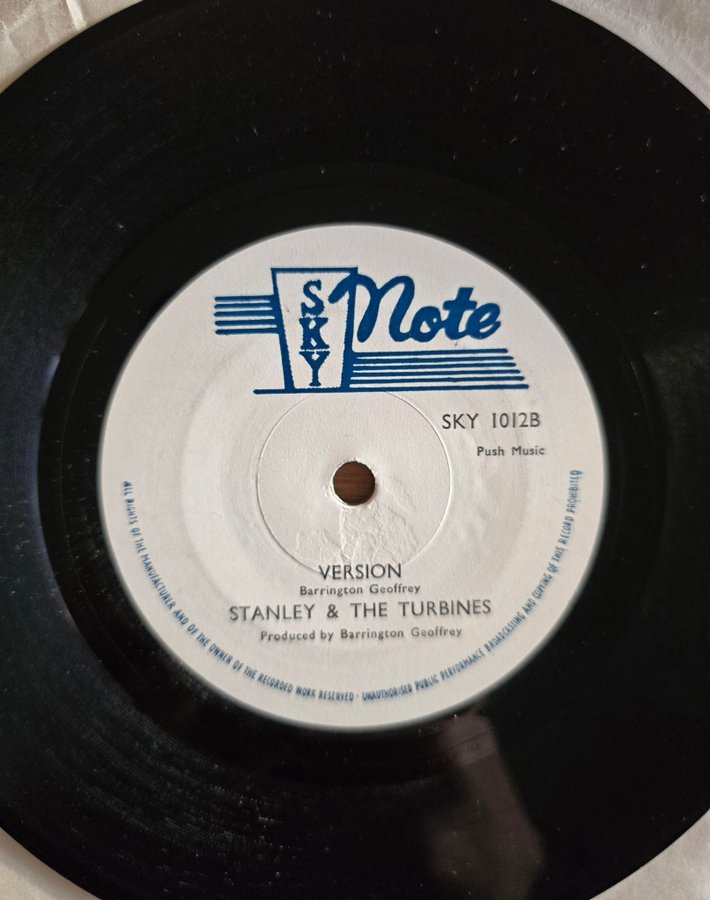 SKY Note
SKY 1012B
Push Music
VERSION
Barrington Geoffrey
STANLEY & THE TURBINES
Produced by Barrington Geoffrey
ALL RIGHTS OF THE MANUFACTURER AND OF THE OWNER OF THE RECORDED WORK RESERVED · UNAUTHORISED PUBLIC PERFORMANCE BROADCASTING AND COPYING OF THIS RECORD PROHIBITED